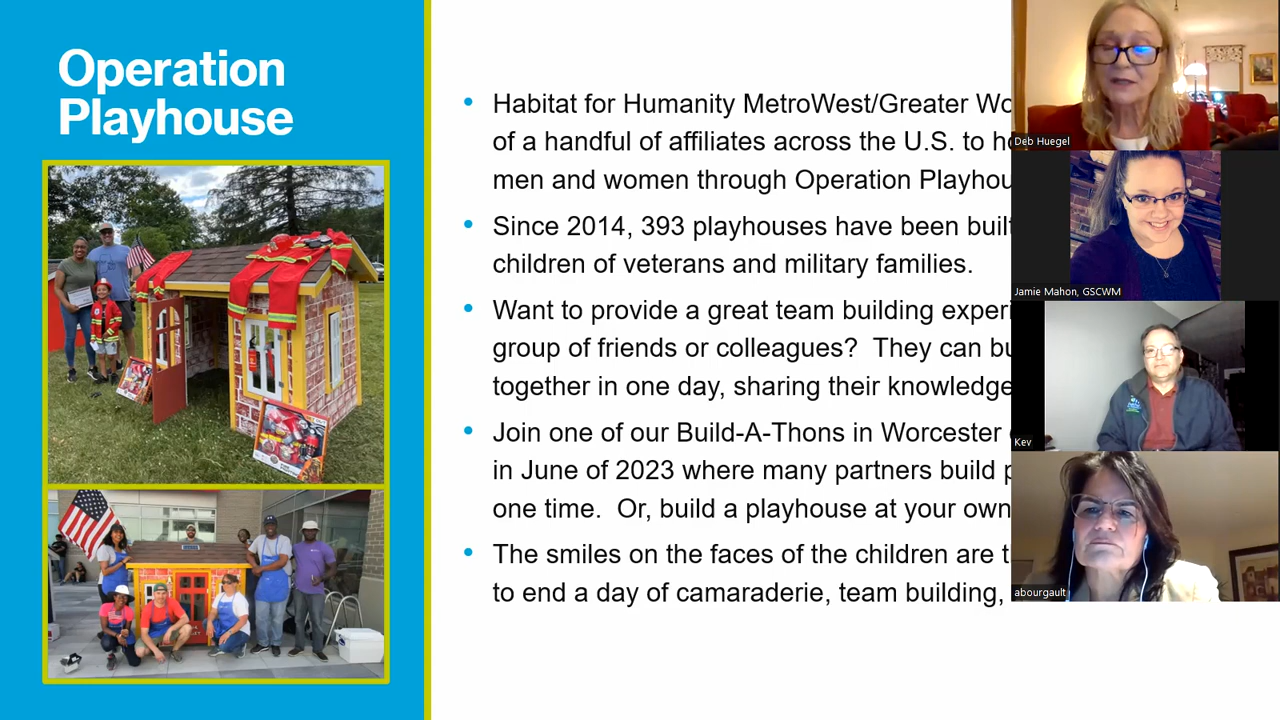 Operation
Playhouse
Habitat for Humanity MetroWest/Greater Wo
of a handful of affiliates across the U.S. to h
men and women through Operation Playhou
Since 2014, 393 playhouses have been buil
children of veterans and military families.
Want to provide a great team building experi
group of friends or colleagues?  They can bu
together in one day, sharing their knowledge
Join one of our Build-A-Thons in Worcester
in June of 2023 where many partners build p
one time.  Or, build a playhouse at your own
The smiles on the faces of the children are t
to end a day of camaraderie, team building,
Deb Huegel
Jamie Mahon, GSCWM
Kev
abourgault